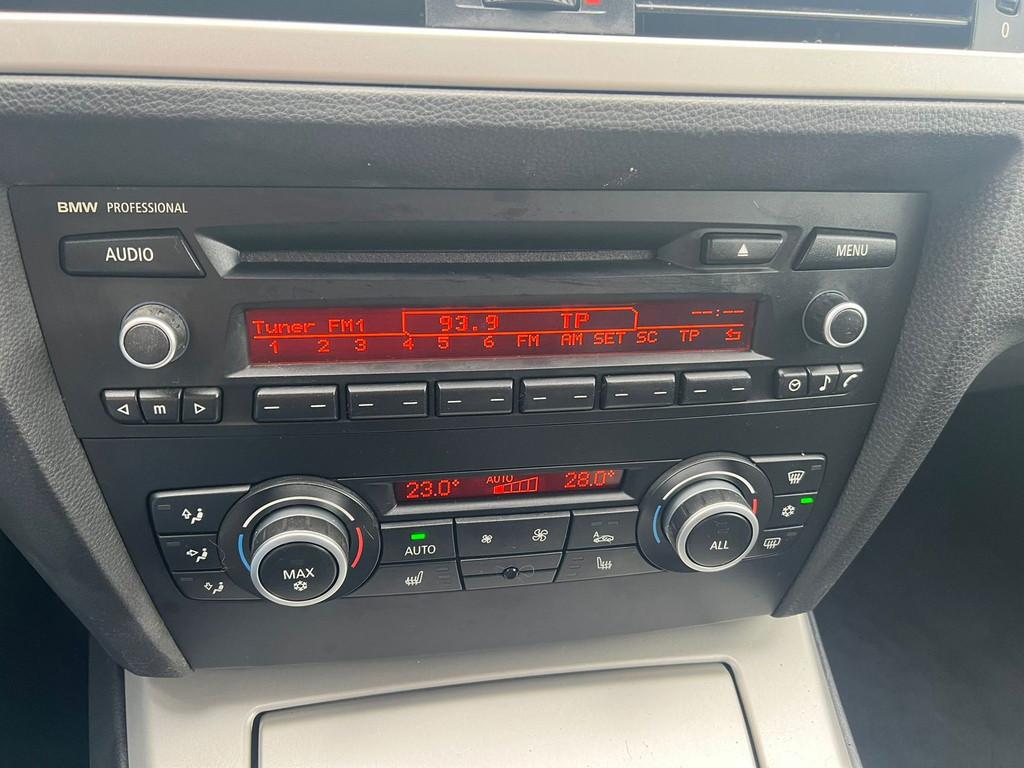 0
BMW PROFESSIONAL
AUDIO
MENU
Tuner FM1 93.9 TP --:--
1 2 3 4 5 6 FM AM SET SC TP
m
23.0° AUTO 28.0°
AUTO
A
MAX
ALL